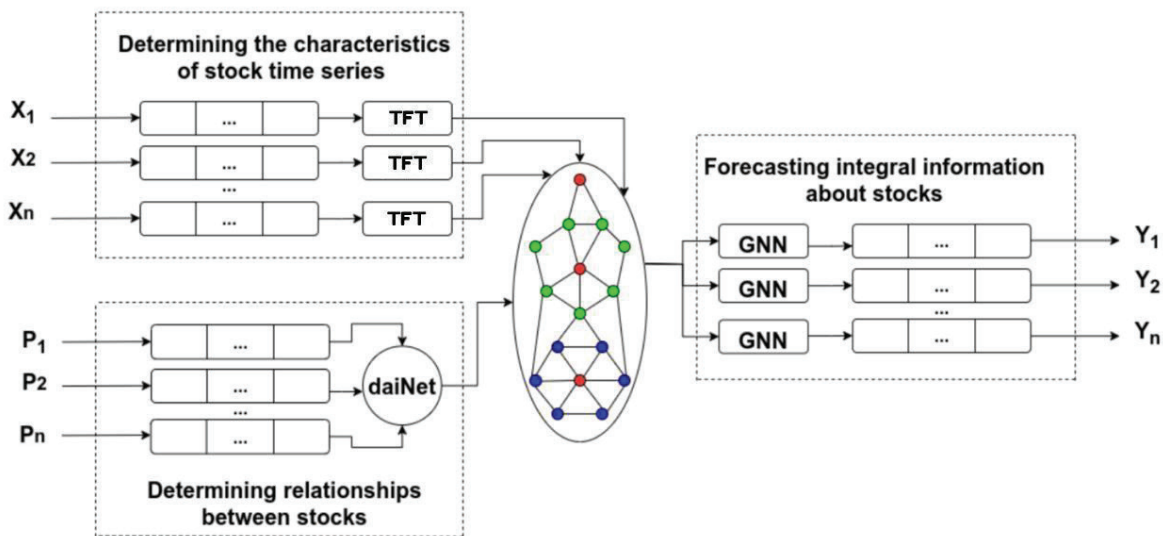 Determining the characteristics
of stock time series
X1
...
TFT
X2
...
TFT
...
Xn
...
TFT
P1
...
P2
...
daiNet
...
Pn
...
Determining relationships
between stocks
Forecasting integral information
about stocks
GNN
...
Y1
GNN
...
Y2
...
GNN
...
Yn